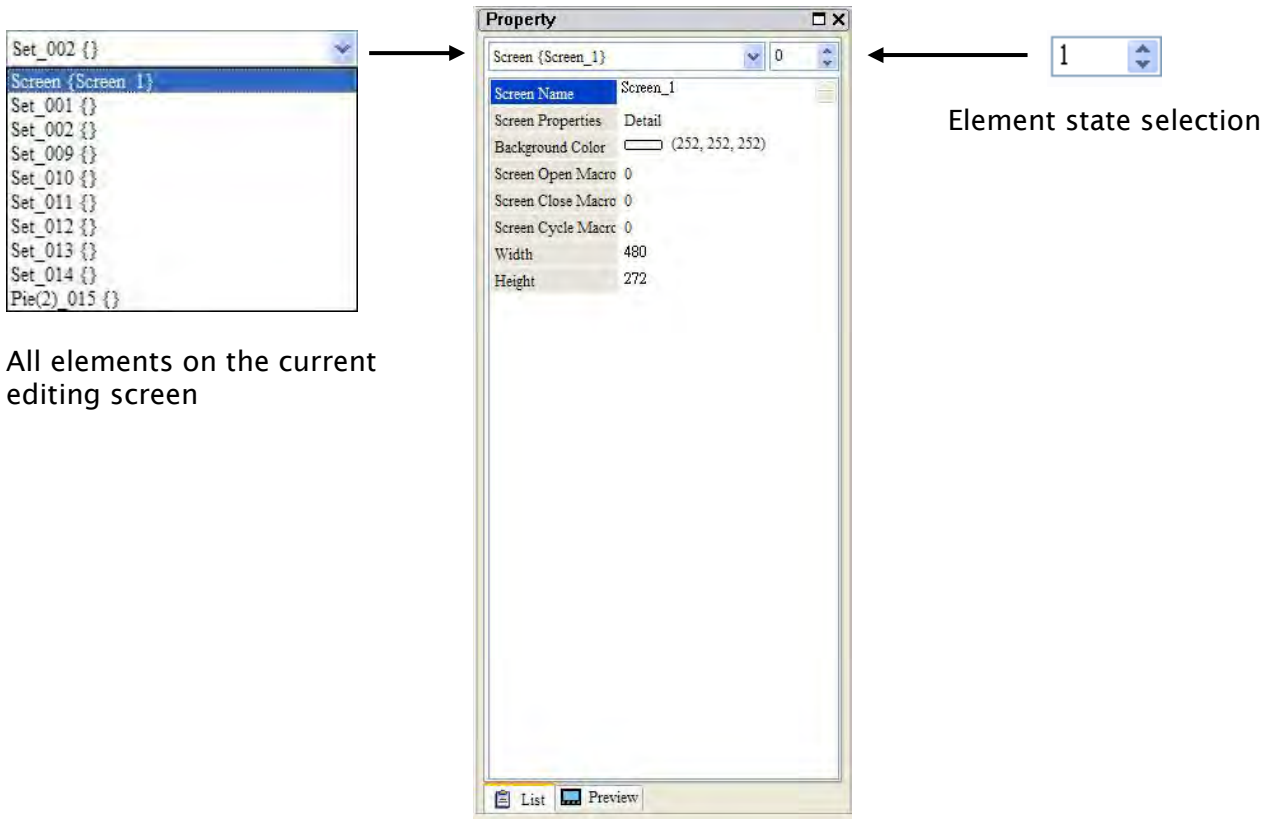 Set_002 {}
Screen {Screen_1}
Set_001 {}
Set_002 {}
Set_009 {}
Set_010 {}
Set_011 {}
Set_012 {}
Set_013 {}
Set_014 {}
Pie(2)_015 {}
All elements on the current
editing screen
Property
Screen {Screen_1} 0
Screen Name Screen_1
Screen Properties Detail
Background Color (252, 252, 252)
Screen Open Macro 0
Screen Close Macro 0
Screen Cycle Macro 0
Width 480
Height 272
List Preview
1
Element state selection